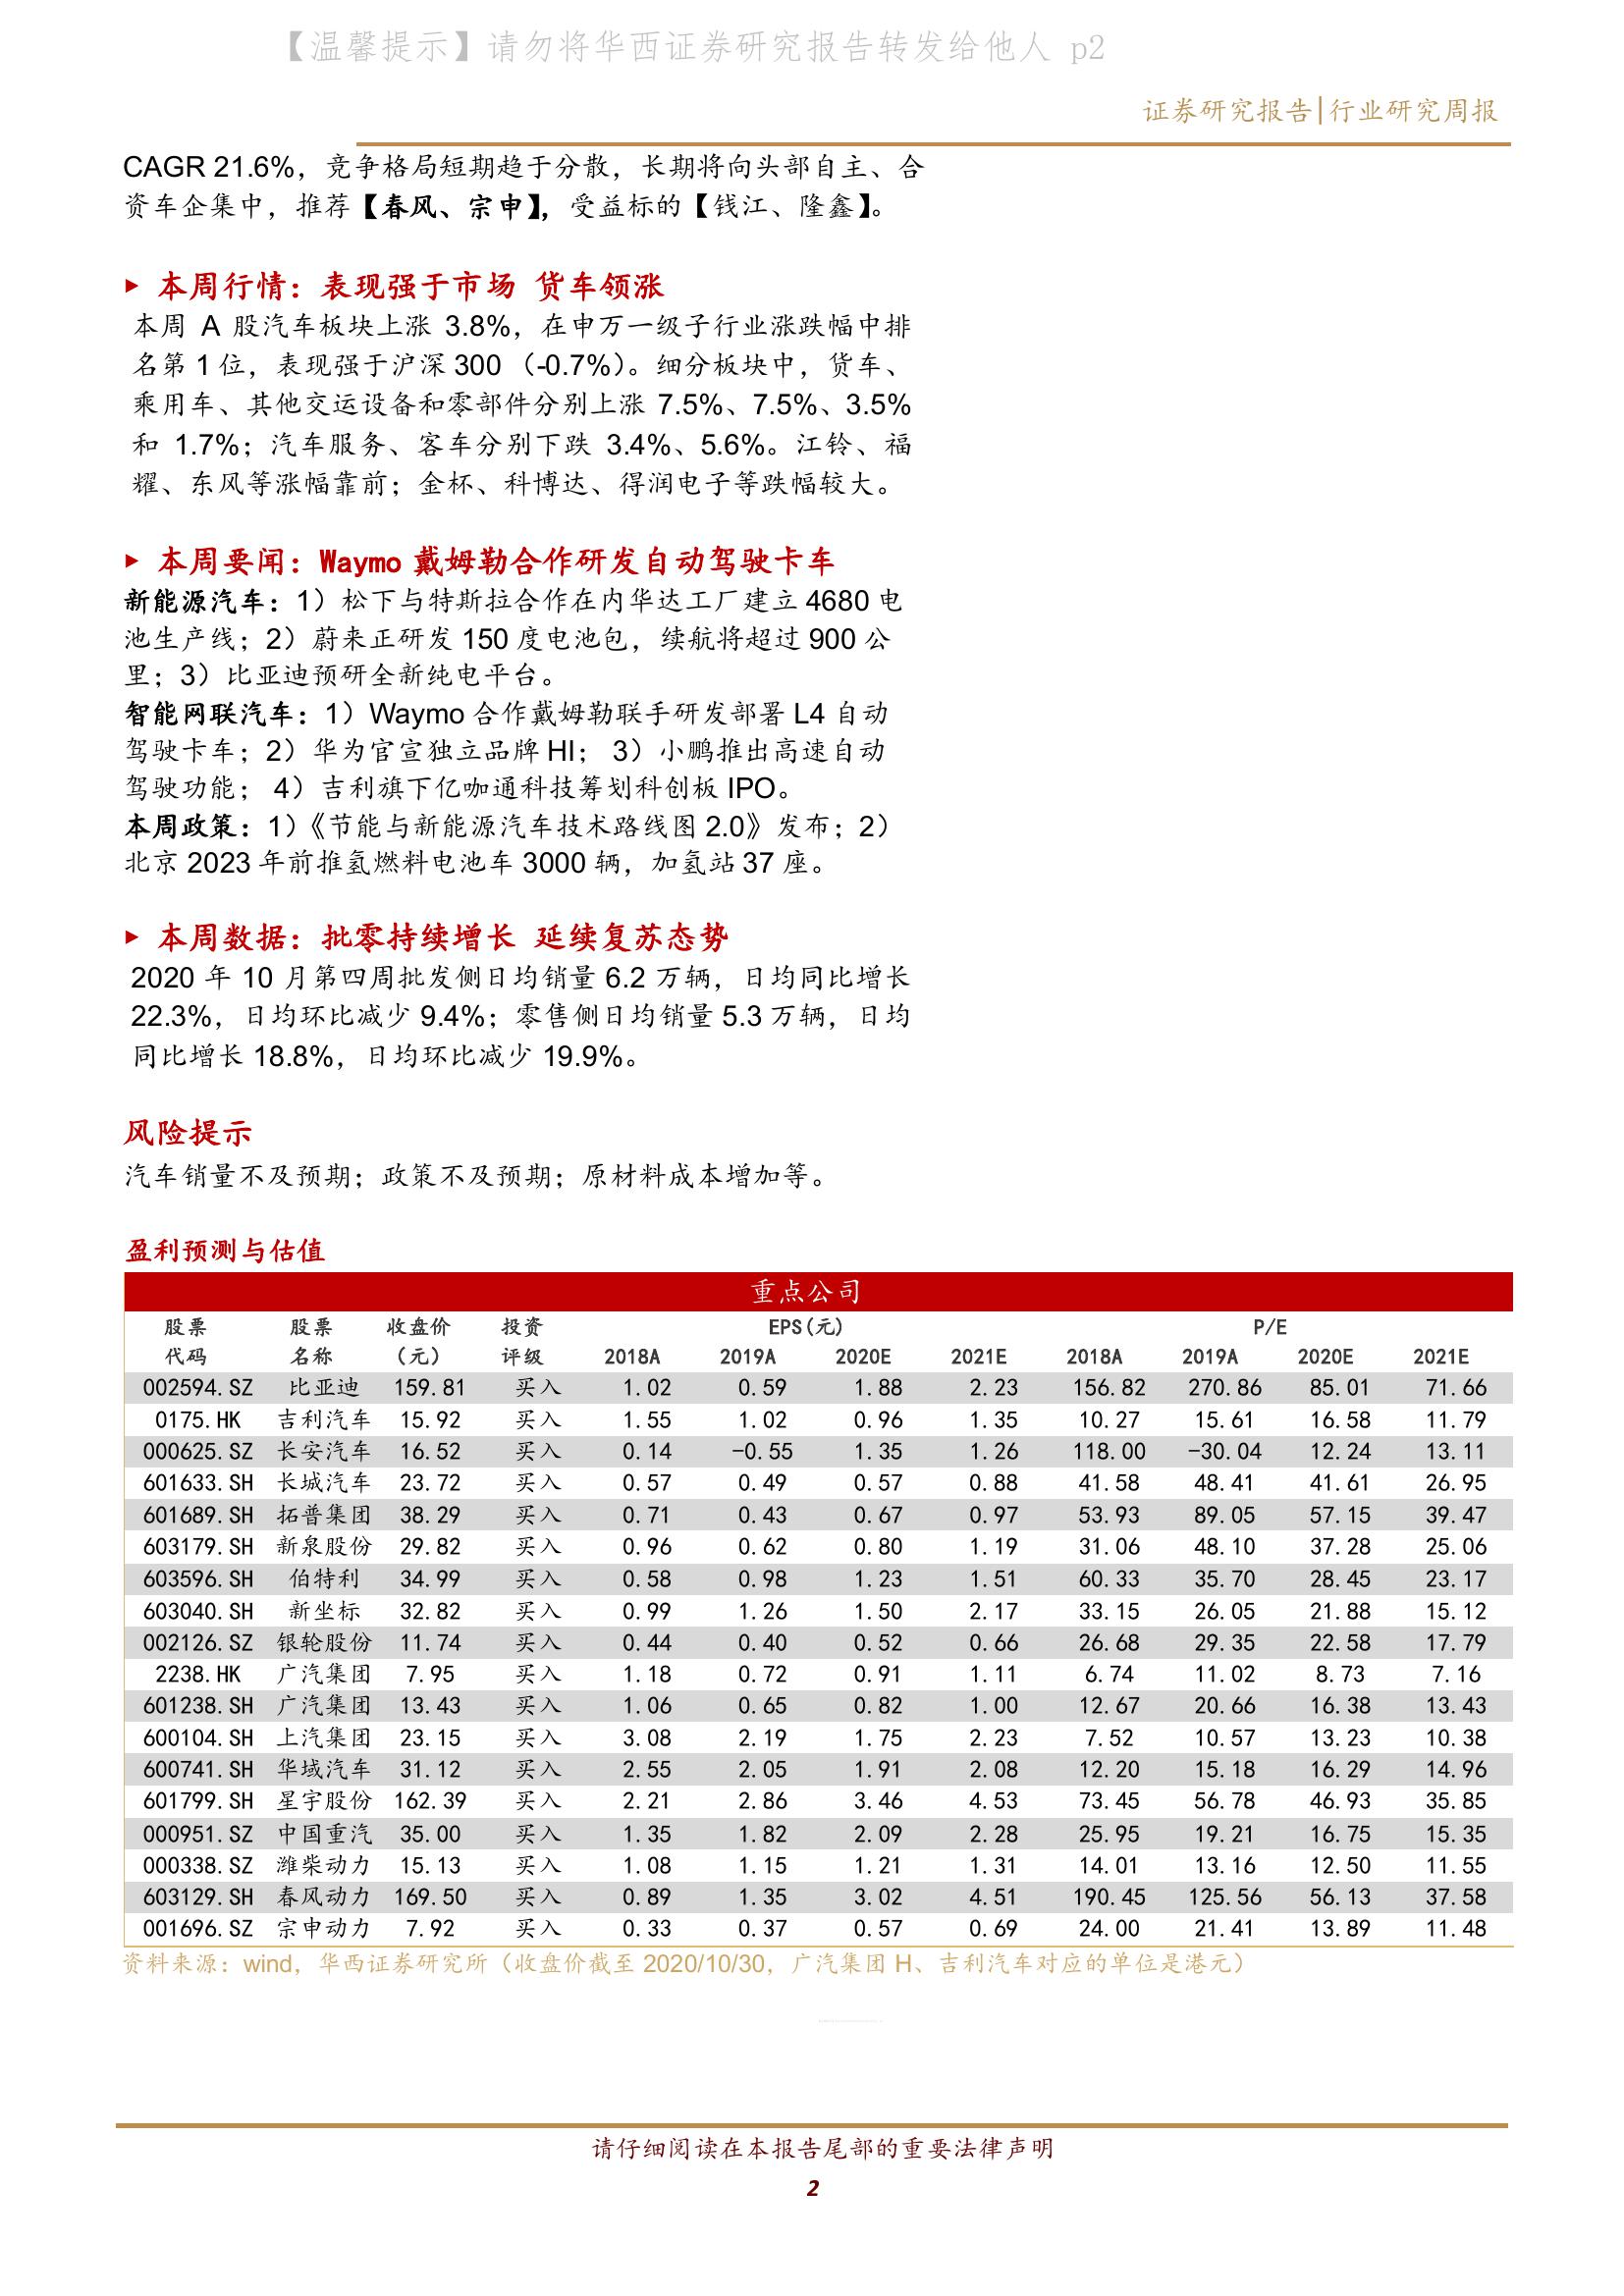 【温馨提示】请勿将华西证券研究报告转发给他人 p2
证券研究报告|行业研究周报
CAGR 21.6%，竞争格局短期趋于分散，长期将向头部自主、合
资车企集中，推荐【春风、宗申】，受益标的【钱江、隆鑫】。
▶ 本周行情：表现强于市场 货车领涨
本周 A 股汽车板块上涨 3.8%，在申万一级子行业涨跌幅中排
名第 1 位，表现强于沪深 300 （-0.7%）。细分板块中，货车、
乘用车、其他交运设备和零部件分别上涨 7.5%、7.5%、3.5%
和 1.7%；汽车服务、客车分别下跌 3.4%、5.6%。江铃、福
耀、东风等涨幅靠前；金杯、科博达、得润电子等跌幅较大。
▶ 本周要闻：Waymo 戴姆勒合作研发自动驾驶卡车
新能源汽车：1）松下与特斯拉合作在内华达工厂建立 4680 电
池生产线；2）蔚来正研发 150 度电池包，续航将超过 900 公
里；3）比亚迪预研全新纯电平台。
智能网联汽车：1）Waymo 合作戴姆勒联手研发部署 L4 自动
驾驶卡车；2）华为官宣独立品牌 HI； 3）小鹏推出高速自动
驾驶功能； 4）吉利旗下亿咖通科技筹划科创板 IPO。
本周政策：1）《节能与新能源汽车技术路线图 2.0》发布；2）
北京 2023 年前推氢燃料电池车 3000 辆，加氢站 37 座。
▶ 本周数据：批零持续增长 延续复苏态势
2020 年 10 月第四周批发侧日均销量 6.2 万辆，日均同比增长
22.3%，日均环比减少 9.4%；零售侧日均销量 5.3 万辆，日均
同比增长 18.8%，日均环比减少 19.9%。
风险提示
汽车销量不及预期；政策不及预期；原材料成本增加等。
盈利预测与估值
重点公司
股票 股票 收盘价 投资 EPS(元) P/E
代码 名称 （元） 评级 2018A 2019A 2020E 2021E 2018A 2019A 2020E 2021E
002594.SZ 比亚迪 159.81 买入 1.02 0.59 1.88 2.23 156.82 270.86 85.01 71.66
0175.HK 吉利汽车 15.92 买入 1.55 1.02 0.96 1.35 10.27 15.61 16.58 11.79
000625.SZ 长安汽车 16.52 买入 0.14 -0.55 1.35 1.26 118.00 -30.04 12.24 13.11
601633.SH 长城汽车 23.72 买入 0.57 0.49 0.57 0.88 41.58 48.41 41.61 26.95
601689.SH 拓普集团 38.29 买入 0.71 0.43 0.67 0.97 53.93 89.05 57.15 39.47
603179.SH 新泉股份 29.82 买入 0.96 0.62 0.80 1.19 31.06 48.10 37.28 25.06
603596.SH 伯特利 34.99 买入 0.58 0.98 1.23 1.51 60.33 35.70 28.45 23.17
603040.SH 新坐标 32.82 买入 0.99 1.26 1.50 2.17 33.15 26.05 21.88 15.12
002126.SZ 银轮股份 11.74 买入 0.44 0.40 0.52 0.66 26.68 29.35 22.58 17.79
2238.HK 广汽集团 7.95 买入 1.18 0.72 0.91 1.11 6.74 11.02 8.73 7.16
601238.SH 广汽集团 13.43 买入 1.06 0.65 0.82 1.00 12.67 20.66 16.38 13.43
600104.SH 上汽集团 23.15 买入 3.08 2.19 1.75 2.23 7.52 10.57 13.23 10.38
600741.SH 华域汽车 31.12 买入 2.55 2.05 1.91 2.08 12.20 15.18 16.29 14.96
601799.SH 星宇股份 162.39 买入 2.21 2.86 3.46 4.53 73.45 56.78 46.93 35.85
000951.SZ 中国重汽 35.00 买入 1.35 1.82 2.09 2.28 25.95 19.21 16.75 15.35
000338.SZ 潍柴动力 15.13 买入 1.08 1.15 1.21 1.31 14.01 13.16 12.50 11.55
603129.SH 春风动力 169.50 买入 0.89 1.35 3.02 4.51 190.45 125.56 56.13 37.58
001696.SZ 宗申动力 7.92 买入 0.33 0.37 0.57 0.69 24.00 21.41 13.89 11.48
资料来源：wind，华西证券研究所（收盘价截至 2020/10/30，广汽集团 H、吉利汽车对应的单位是港元）
请仔细阅读在本报告尾部的重要法律声明
2